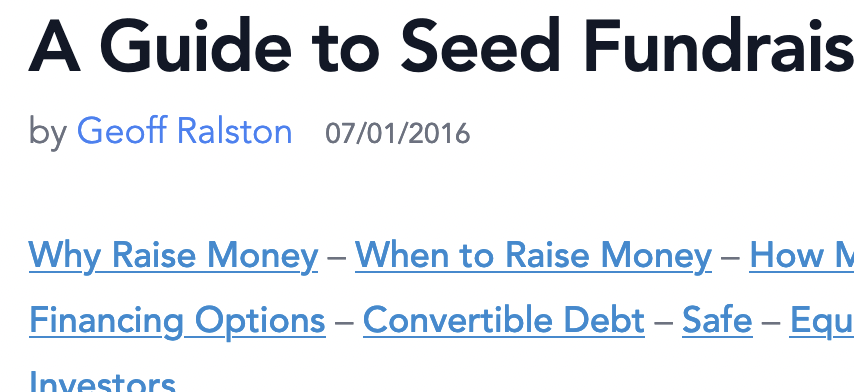 A Guide to Seed Fundrais
by Geoff Ralston 07/01/2016
Why Raise Money – When to Raise Money – How M
Financing Options – Convertible Debt – Safe – Equ
Investors